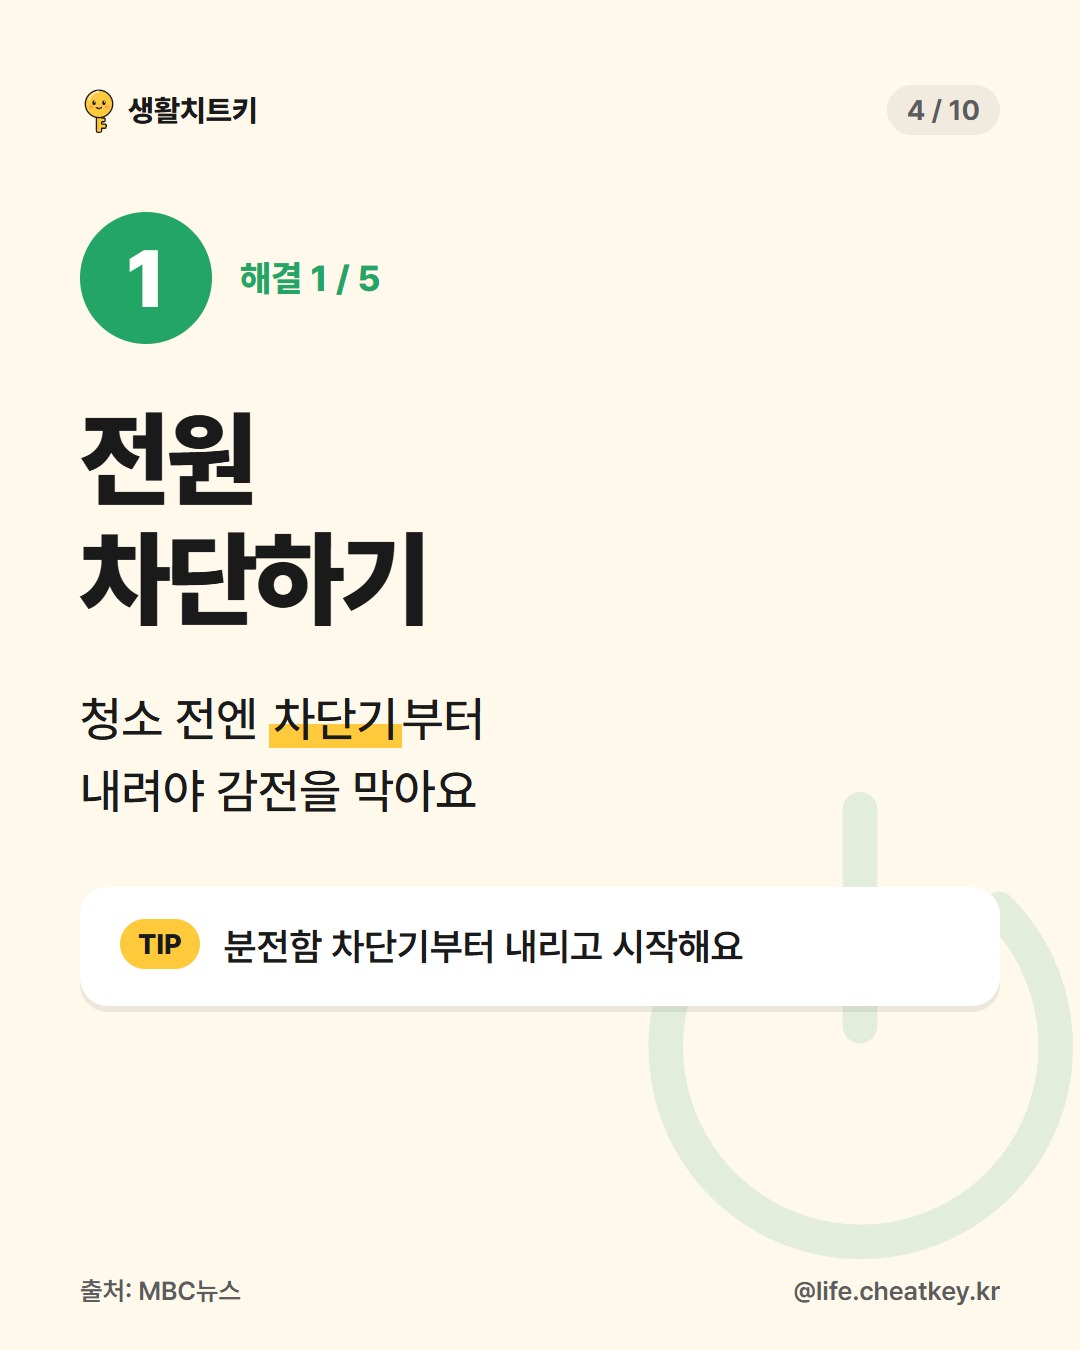 생활치트키
4 / 10
1
해결 1 / 5
전원
차단하기
청소 전엔 차단기부터
내려야 감전을 막아요
TIP 분전함 차단기부터 내리고 시작해요
출처: MBC뉴스
@life.cheatkey.kr